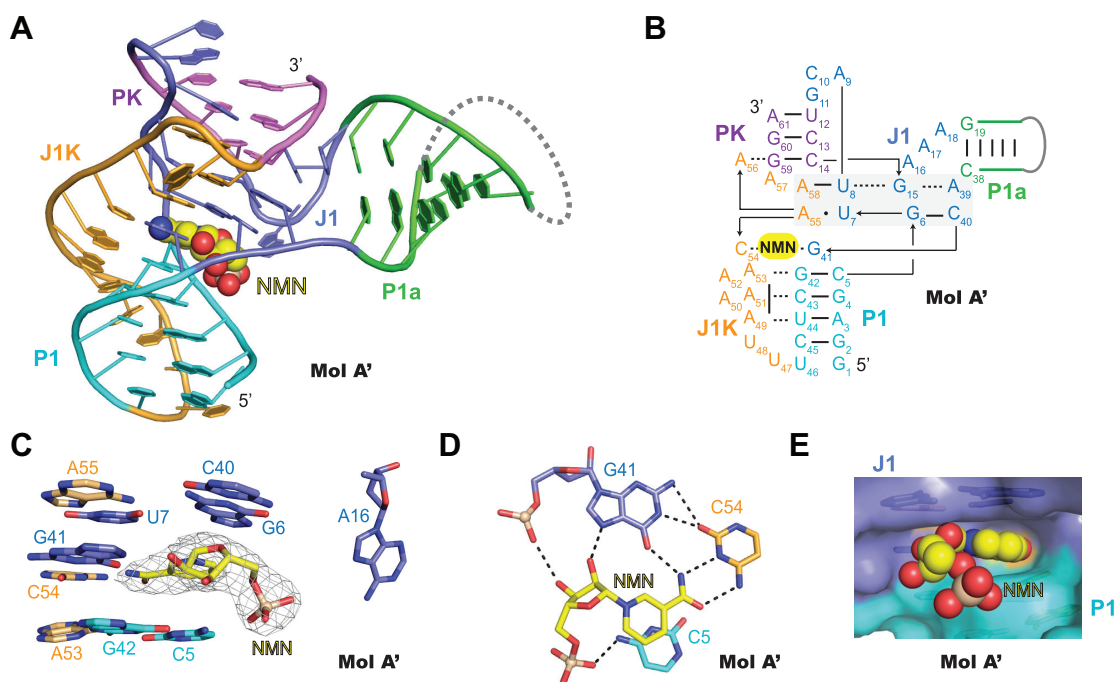 A
3'
PK
J1K
J1
NMN
P1a
P1
5'
Mol A'
B
C10 A9
G11
3' A61 U12
PK G60 C13
J1 A18 G19
A56 G59 C14 A17
A57 A16 C38
P1a
A58 U8 G15 A39
A55 U7 G6 C40
C54 NMN G41
A52 A53 G42 C5
A50 A51 C43 G4
P1 Mol A'
J1K A49 U44 A3
U48 C45 G2
U47 U46 G1 5'
C
A55 C40
U7 G6
G41
C54
A16
A53 G42 C5 NMN
Mol A'
D
G41
C54
NMN
C5
Mol A'
E
J1
NMN
P1
Mol A'